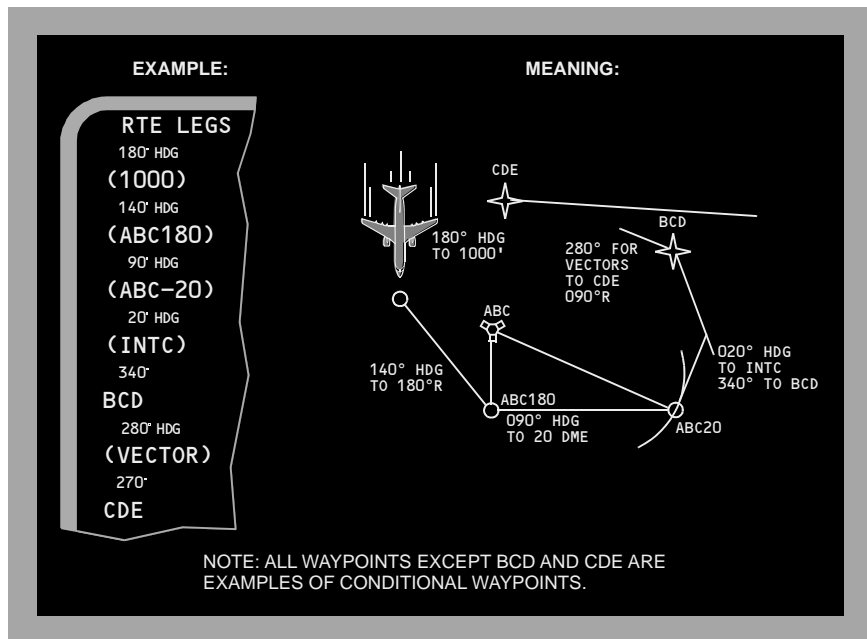 EXAMPLE:
MEANING:
RTE LEGS
180° HDG
(1000)
140° HDG
(ABC180)
90° HDG
(ABC-20)
20° HDG
(INTC)
340°
BCD
280° HDG
(VECTOR)
270°
CDE
CDE
BCD
180° HDG
TO 1000'
280° FOR
VECTORS
TO CDE
090°R
ABC
140° HDG
TO 180°R
020° HDG
TO INTC
340° TO BCD
ABC180
090° HDG
TO 20 DME
ABC20
NOTE: ALL WAYPOINTS EXCEPT BCD AND CDE ARE
EXAMPLES OF CONDITIONAL WAYPOINTS.